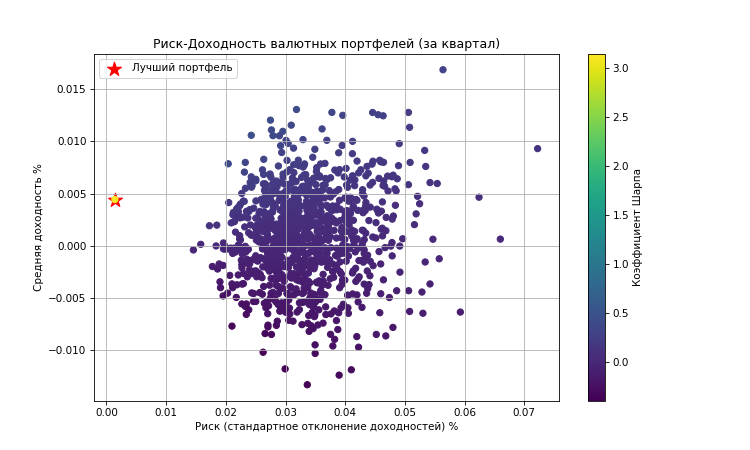 Риск-Доходность валютных портфелей (за квартал)
Лучший портфель
Средняя доходность %
0.015
0.010
0.005
0.000
−0.005
−0.010
0.00 0.01 0.02 0.03 0.04 0.05 0.06 0.07
Риск (стандартное отклонение доходностей) %
3.0
2.5
2.0
1.5
1.0
0.5
0.0
Коэффициент Шарпа